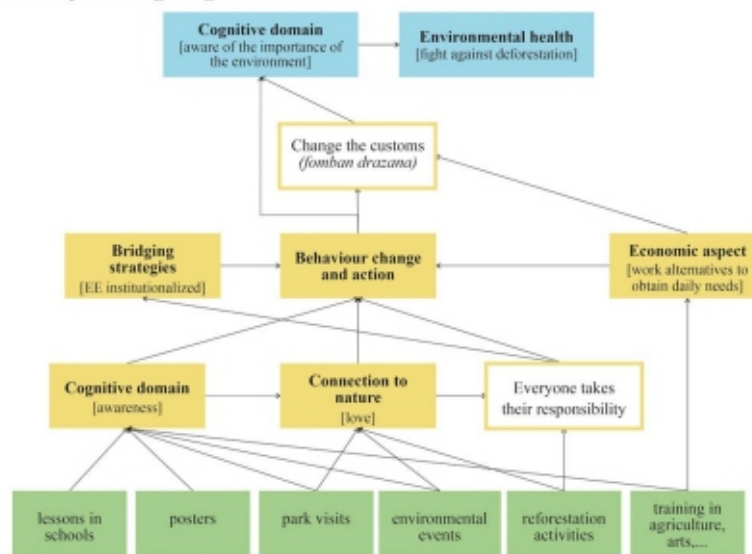 Cognitive domain
[aware of the importance of
the environment]
Environmental health
[fight against deforestation]
Change the customs
(fomban drazana)
Bridging
strategies
[EE institutionalized]
Behaviour change
and action
Economic aspect
[work alternatives to
obtain daily needs]
Cognitive domain
[awareness]
Connection to
nature
[love]
Everyone takes
their responsibility
lessons in
schools
posters
park visits
environmental
events
reforestation
activities
training in
agriculture,
arts,...